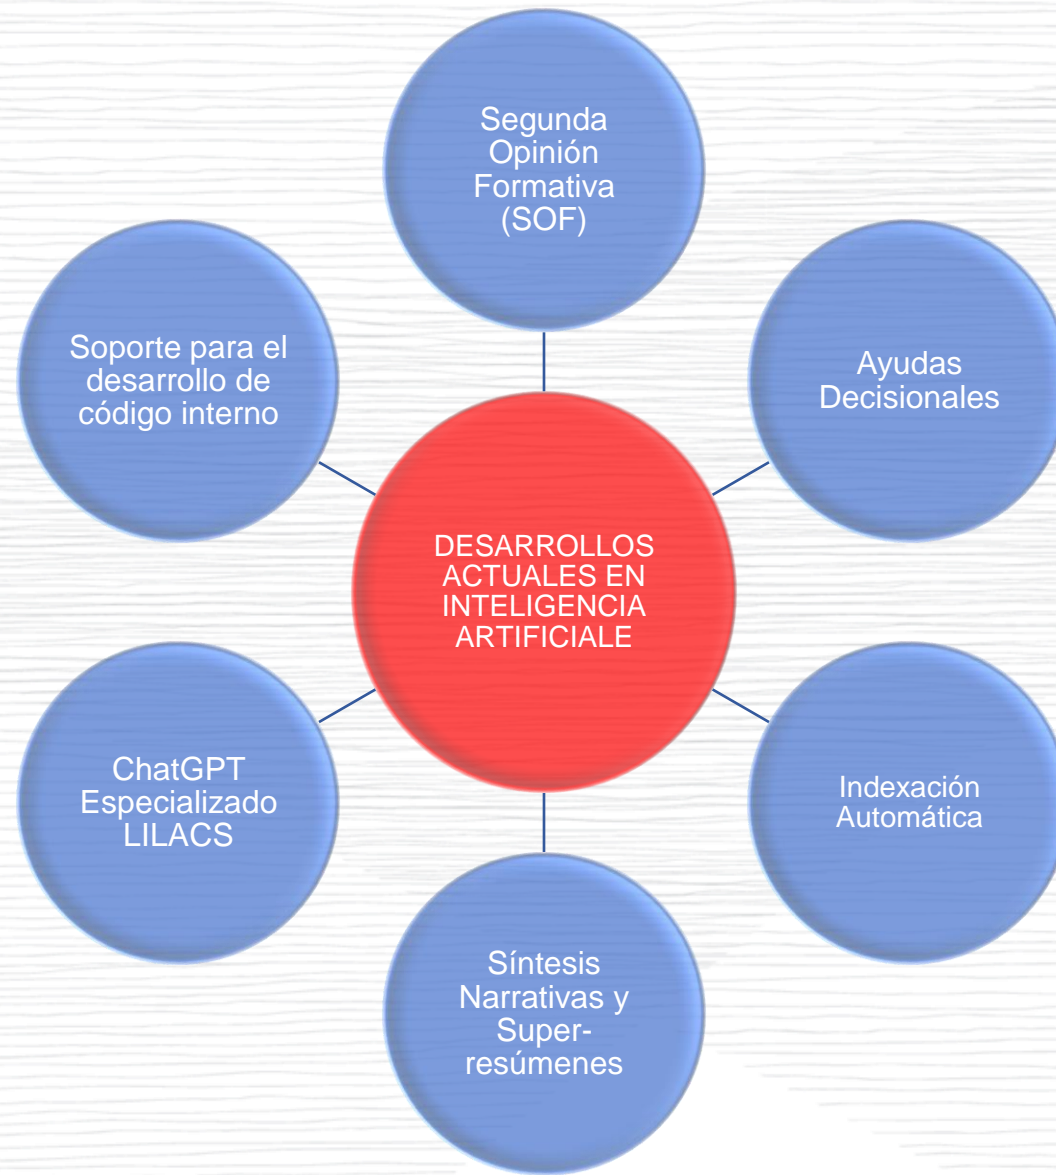 Segunda
Opinión
Formativa
(SOF)
Soporte para el
desarrollo de
código interno
Ayudas
Decisionales
DESARROLLOS
ACTUALES EN
INTELIGENCIA
ARTIFICIALE
ChatGPT
Especializado
LILACS
Indexación
Automática
Síntesis
Narrativas y
Super-
resúmenes